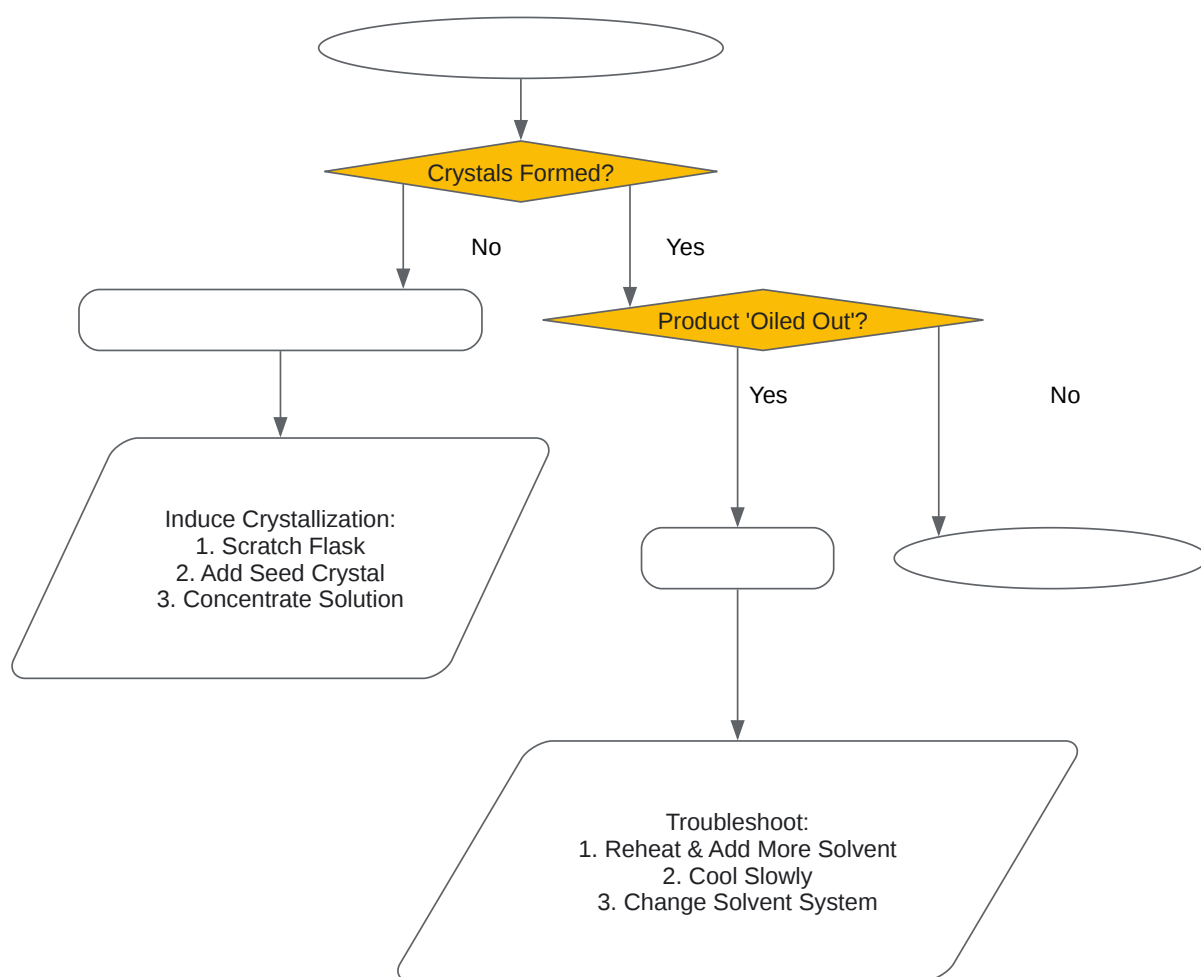 Crystals Formed?
No
Yes
Product 'Oiled Out'?
Yes
No
Induce Crystallization:
1. Scratch Flask
2. Add Seed Crystal
3. Concentrate Solution
Troubleshoot:
1. Reheat & Add More Solvent
2. Cool Slowly
3. Change Solvent System